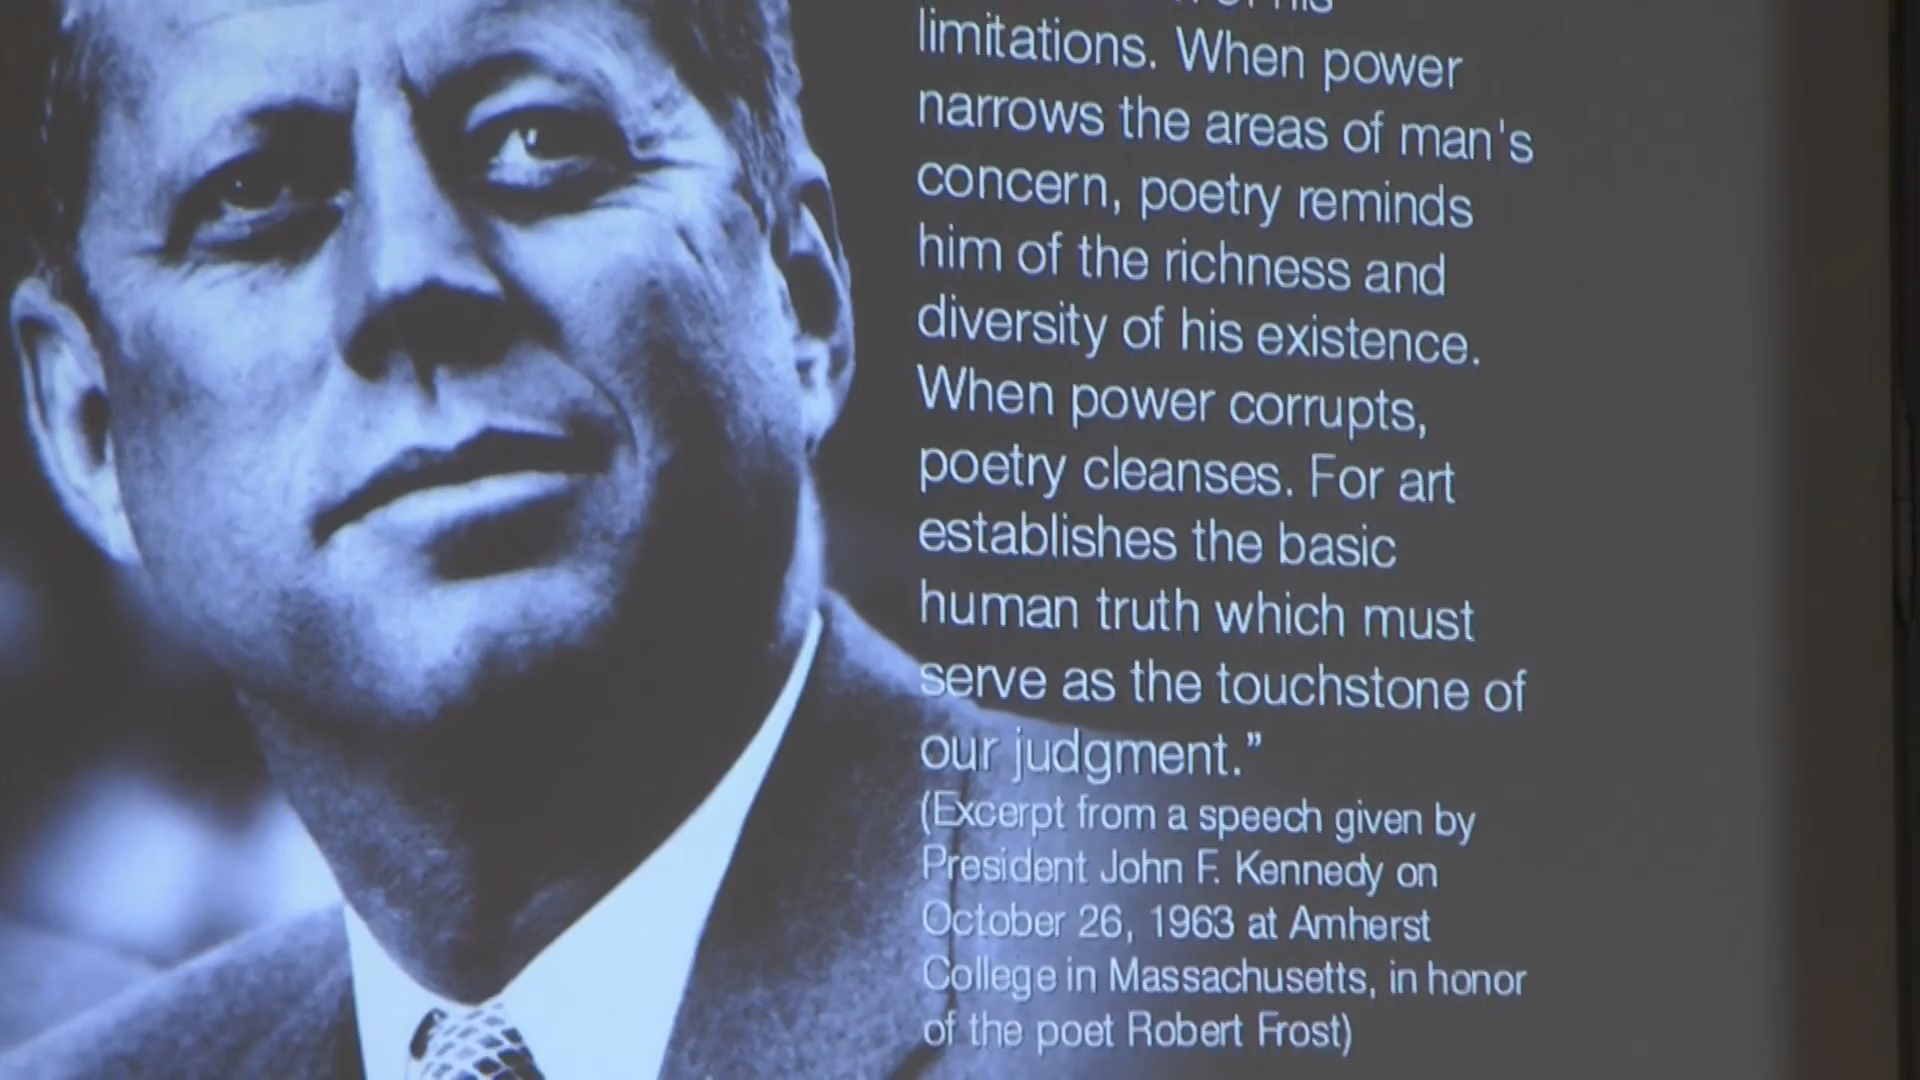 his
limitations. When power
narrows the areas of man's
concern, poetry reminds
him of the richness and
diversity of his existence.
When power corrupts,
poetry cleanses. For art
establishes the basic
human truth which must
serve as the touchstone of
our judgment.”
(Excerpt from a speech given by
President John F. Kennedy on
October 26, 1963 at Amherst
College in Massachusetts, in honor
of the poet Robert Frost)